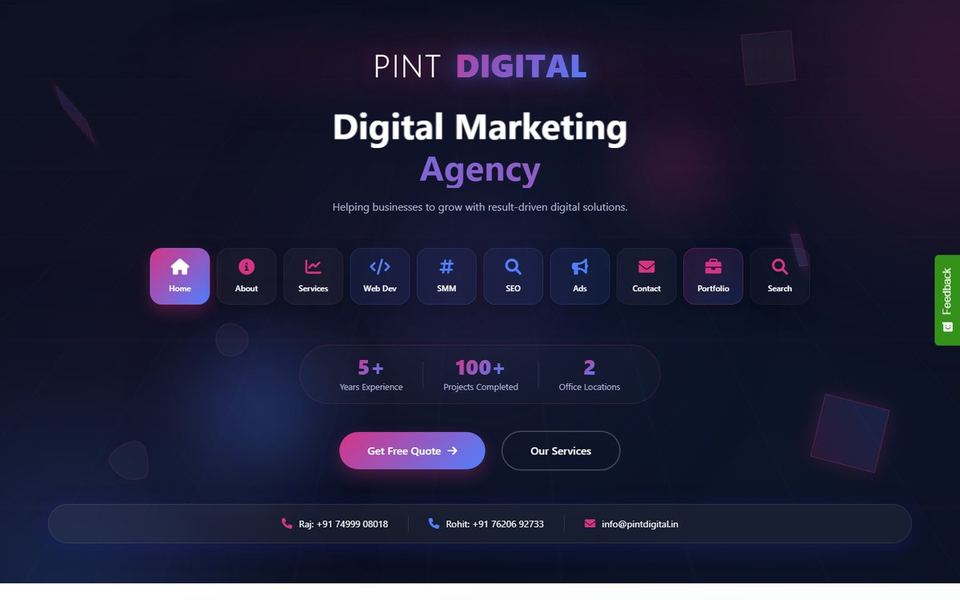 PINT DIGITAL
Digital Marketing
Agency
Helping businesses to grow with result-driven digital solutions.
Home About Services Web Dev SMM SEO Ads Contact Portfolio Search
5+ 100+ 2
Years Experience Projects Completed Office Locations
Get Free Quote Our Services
Raj: +91 74999 08018 Rohit: +91 76206 92733 info@pintdigital.in
Feedback